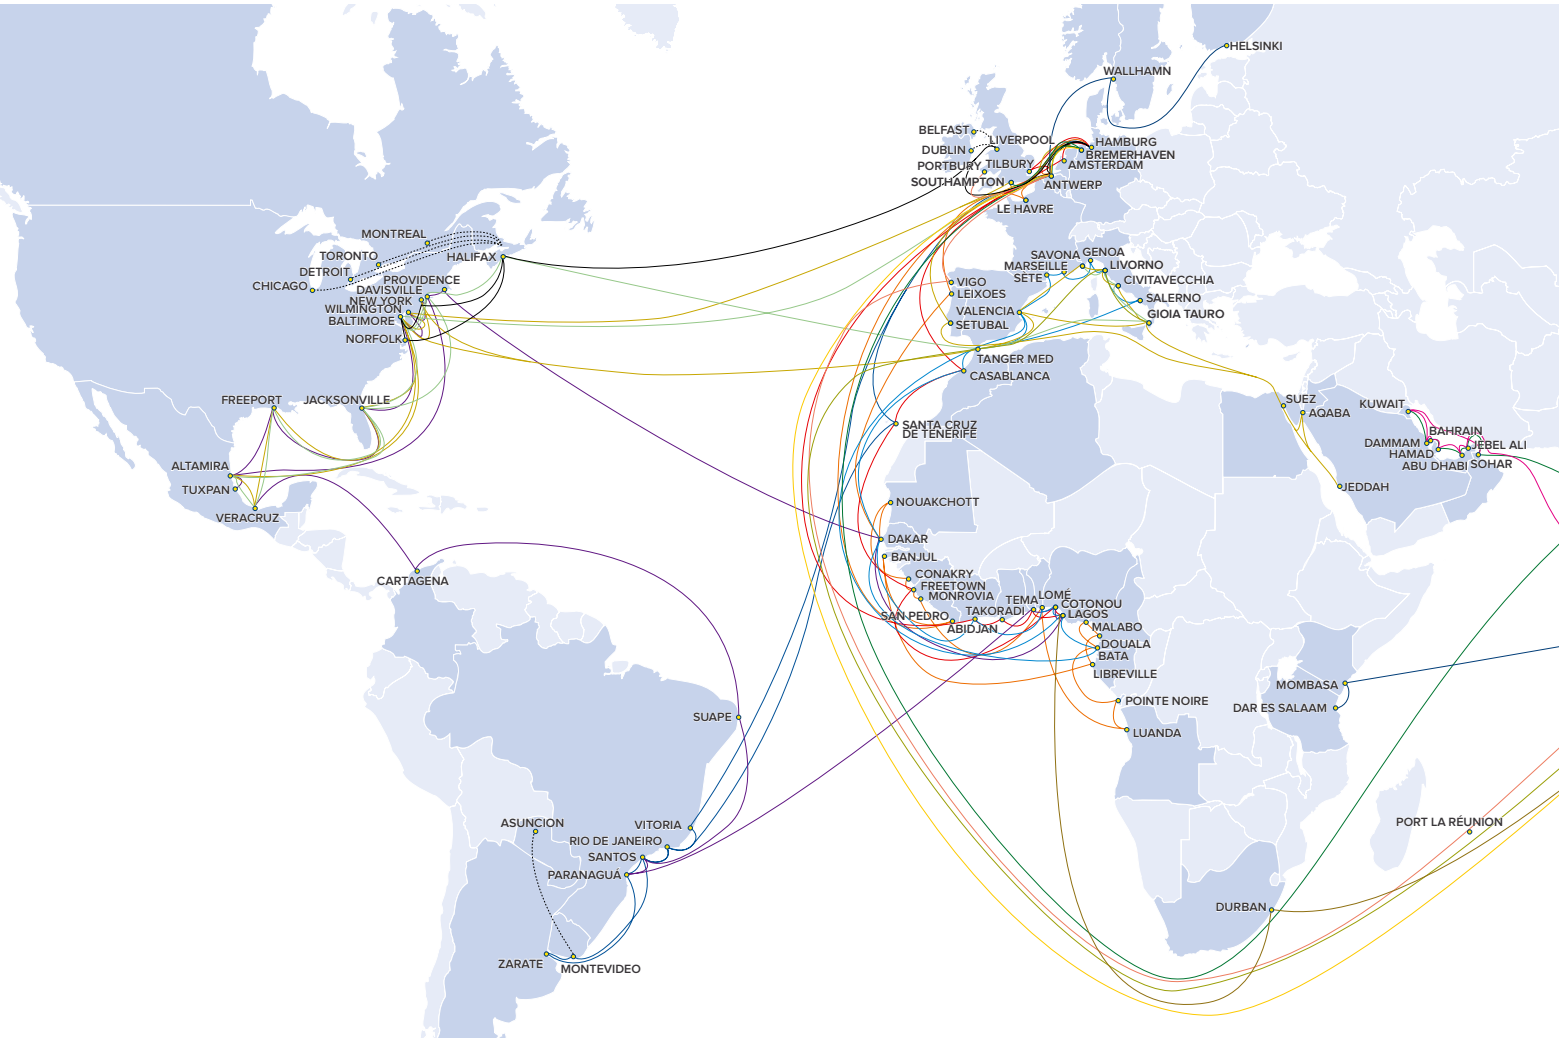 HELSINKI
WALLHAMN
BELFAST
LIVERPOOL
HAMBURG
DUBLIN
BREMERHAVEN
PORTBURY
TILBURY
AMSTERDAM
SOUTHAMPTON
ANTWERP
LE HAVRE
MONTREAL
TORONTO
HALIFAX
DETROIT
CHICAGO
PROVIDENCE
DAVISVILLE
NEW YORK
WILMINGTON
BALTIMORE
NORFOLK
SAVONA
GENOA
MARSEILLE
LIVORNO
SÈTE
CIVITAVECCHIA
VIGO
LEIXOES
SALERNO
VALENCIA
GIOIA TAURO
SETUBAL
TANGER MED
CASABLANCA
FREEPORT
JACKSONVILLE
SUEZ
AQABA
KUWAIT
SANTA CRUZ
DE TENERIFE
BAHRAIN
DAMMAM
JEBEL ALI
HAMAD
ABU DHABI
SOHAR
ALTAMIRA
TUXPAN
VERACRUZ
JEDDAH
NOUAKCHOTT
DAKAR
BANJUL
CARTAGENA
CONAKRY
FREETOWN
MONROVIA
TEMA
LOMÉ
COTONOU
SAN PEDRO
TAKORADI
LAGOS
ABIDJAN
MALABO
DOUALA
BATA
LIBREVILLE
MOMBASA
POINTE NOIRE
DAR ES SALAAM
SUAPE
LUANDA
ASUNCION
VITORIA
PORT LA RÉUNION
RIO DE JANEIRO
SANTOS
PARANAGUÁ
DURBAN
ZARATE
MONTEVIDEO